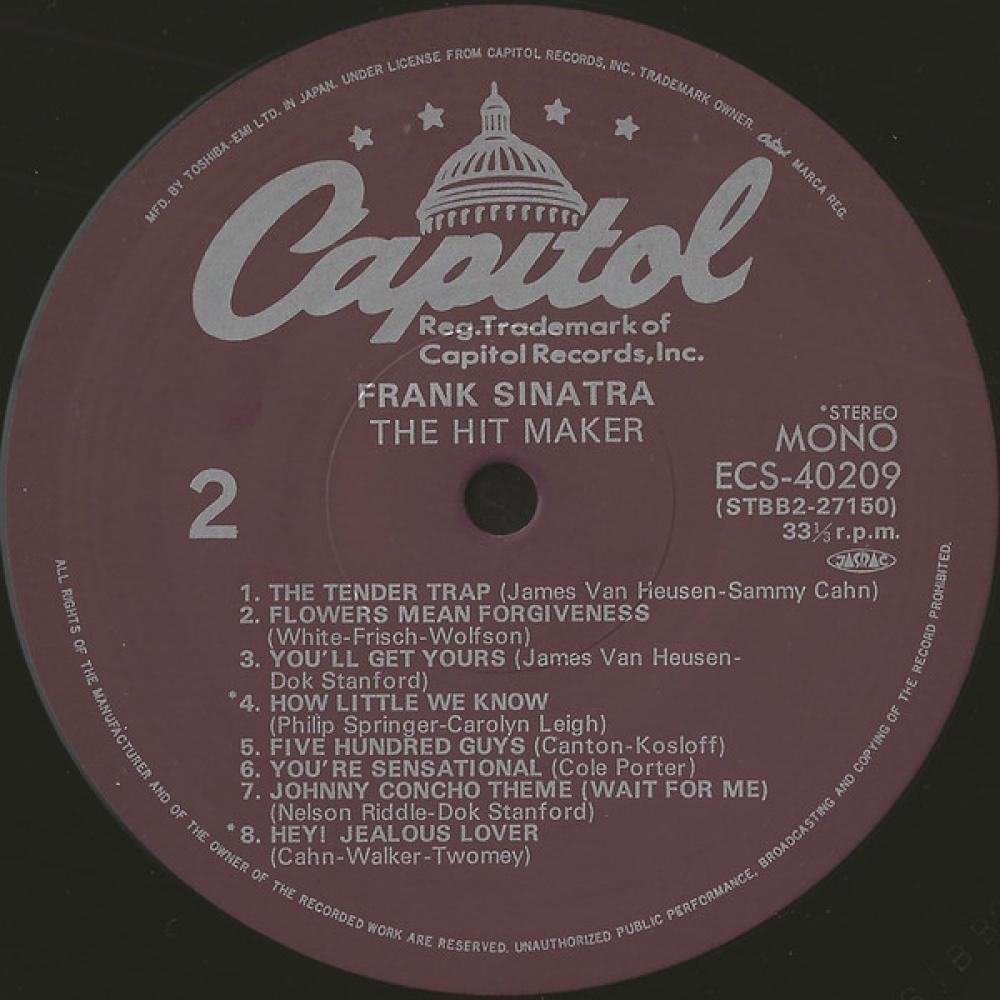 MFD. BY TOSHIBA-EMI LTD. IN JAPAN. UNDER LICENSE FROM CAPITOL RECORDS, INC., TRADEMARK OWNER. Capitol MARCA REG.
Capitol
Reg.Trademark of
Capitol Records,Inc.
FRANK SINATRA
THE HIT MAKER
*STEREO
MONO
ECS-40209
(STBB2-27150)
33⅓ r.p.m.
JASRAC
2
1. THE TENDER TRAP (James Van Heusen-Sammy Cahn)
2. FLOWERS MEAN FORGIVENESS
(White-Frisch-Wolfson)
3. YOU'LL GET YOURS (James Van Heusen-
Dok Stanford)
*4. HOW LITTLE WE KNOW
(Philip Springer-Carolyn Leigh)
5. FIVE HUNDRED GUYS (Canton-Kosloff)
6. YOU'RE SENSATIONAL (Cole Porter)
7. JOHNNY CONCHO THEME (WAIT FOR ME)
(Nelson Riddle-Dok Stanford)
*8. HEY! JEALOUS LOVER
(Cahn-Walker-Twomey)
ALL RIGHTS OF THE MANUFACTURER AND OF THE OWNER OF THE RECORDED WORK ARE RESERVED. UNAUTHORIZED PUBLIC PERFORMANCE, BROADCASTING AND COPYING OF THE RECORD PROHIBITED.